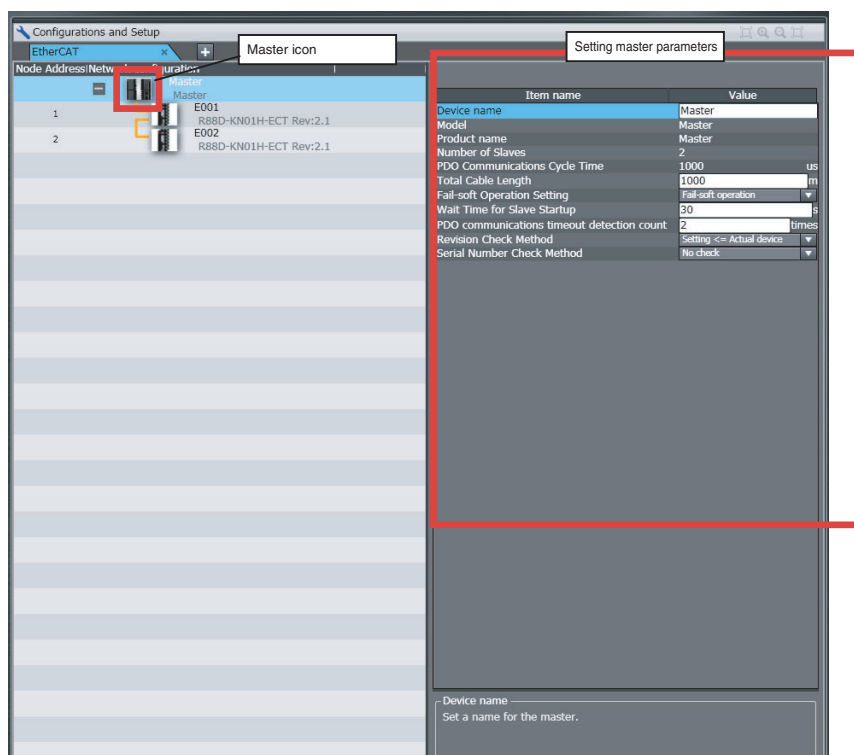 Configurations and Setup
EtherCAT × +
Master icon
Setting master parameters
Node Address|Netw figuration
Master
Master
1
E001
R88D-KN01H-ECT Rev:2.1
2
E002
R88D-KN01H-ECT Rev:2.1
Item name Value
Device name Master
Model Master
Product name Master
Number of Slaves 2
PDO Communications Cycle Time 1000 us
Total Cable Length 1000 m
Fail-soft Operation Setting Fail-soft operation
Wait Time for Slave Startup 30 s
PDO communications timeout detection count 2 times
Revision Check Method Setting <= Actual device
Serial Number Check Method No check
Device name
Set a name for the master.